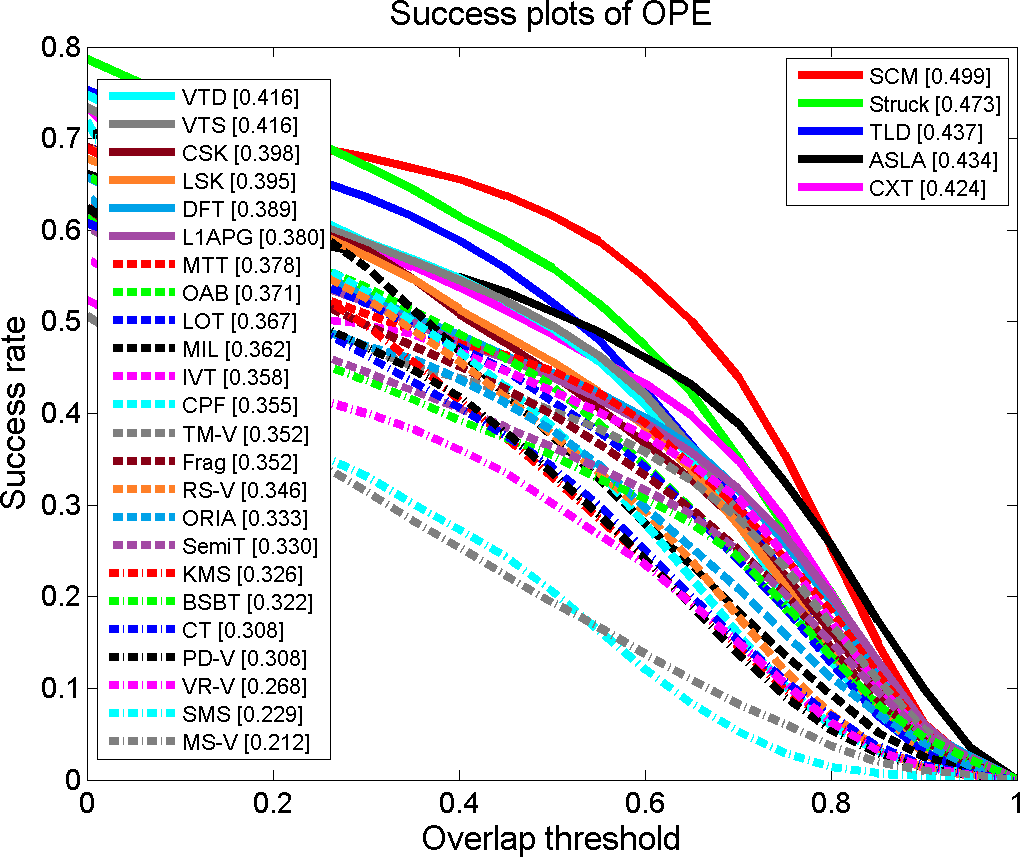 Success plots of OPE
Success rate
0.8
0.7
0.6
0.5
0.4
0.3
0.2
0.1
0
VTD [0.416]
VTS [0.416]
CSK [0.398]
LSK [0.395]
DFT [0.389]
L1APG [0.380]
MTT [0.378]
OAB [0.371]
LOT [0.367]
MIL [0.362]
IVT [0.358]
CPF [0.355]
TM-V [0.352]
Frag [0.352]
RS-V [0.346]
ORIA [0.333]
SemiT [0.330]
KMS [0.326]
BSBT [0.322]
CT [0.308]
PD-V [0.308]
VR-V [0.268]
SMS [0.229]
MS-V [0.212]
SCM [0.499]
Struck [0.473]
TLD [0.437]
ASLA [0.434]
CXT [0.424]
0 0.2 0.4 0.6 0.8 1
Overlap threshold